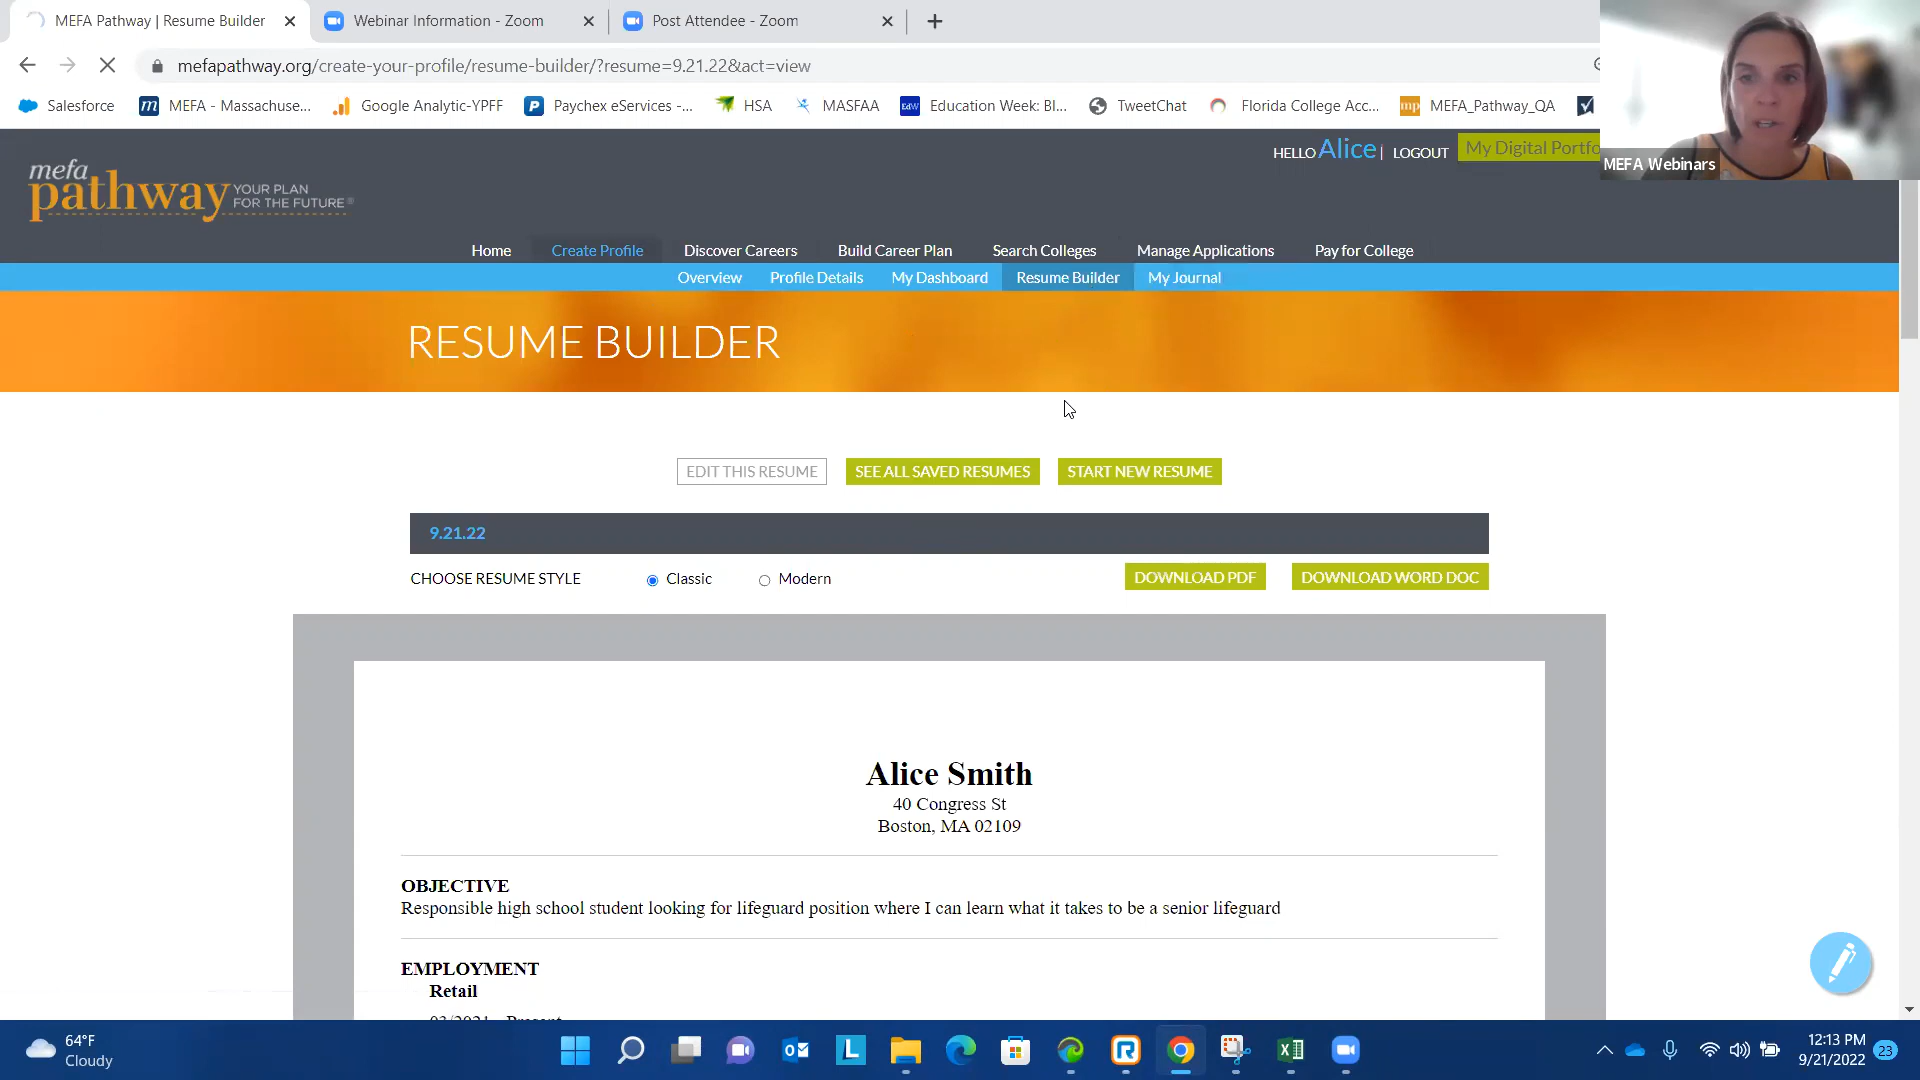 MEFA Pathway | Resume Builder
Webinar Information - Zoom
Post Attendee - Zoom
mefapathway.org/create-your-profile/resume-builder/?resume=9.21.22&act=view
Salesforce
MEFA - Massachuse...
Google Analytic-YPFF
Paychex eServices -...
HSA
MASFAA
EdW
Education Week: Bl...
TweetChat
Florida College Acc...
mp
MEFA_Pathway_QA
HELLO Alice | LOGOUT
My Digital Portfo
MEFA Webinars
mefa
pathway
YOUR PLAN
FOR THE FUTURE®
Home
Create Profile
Discover Careers
Build Career Plan
Search Colleges
Manage Applications
Pay for College
Overview
Profile Details
My Dashboard
Resume Builder
My Journal
RESUME BUILDER
EDIT THIS RESUME
SEE ALL SAVED RESUMES
START NEW RESUME
9.21.22
CHOOSE RESUME STYLE
Classic
Modern
DOWNLOAD PDF
DOWNLOAD WORD DOC
Alice Smith
40 Congress St
Boston, MA 02109
OBJECTIVE
Responsible high school student looking for lifeguard position where I can learn what it takes to be a senior lifeguard
EMPLOYMENT
Retail
64°F
Cloudy
12:13 PM
9/21/2022
23